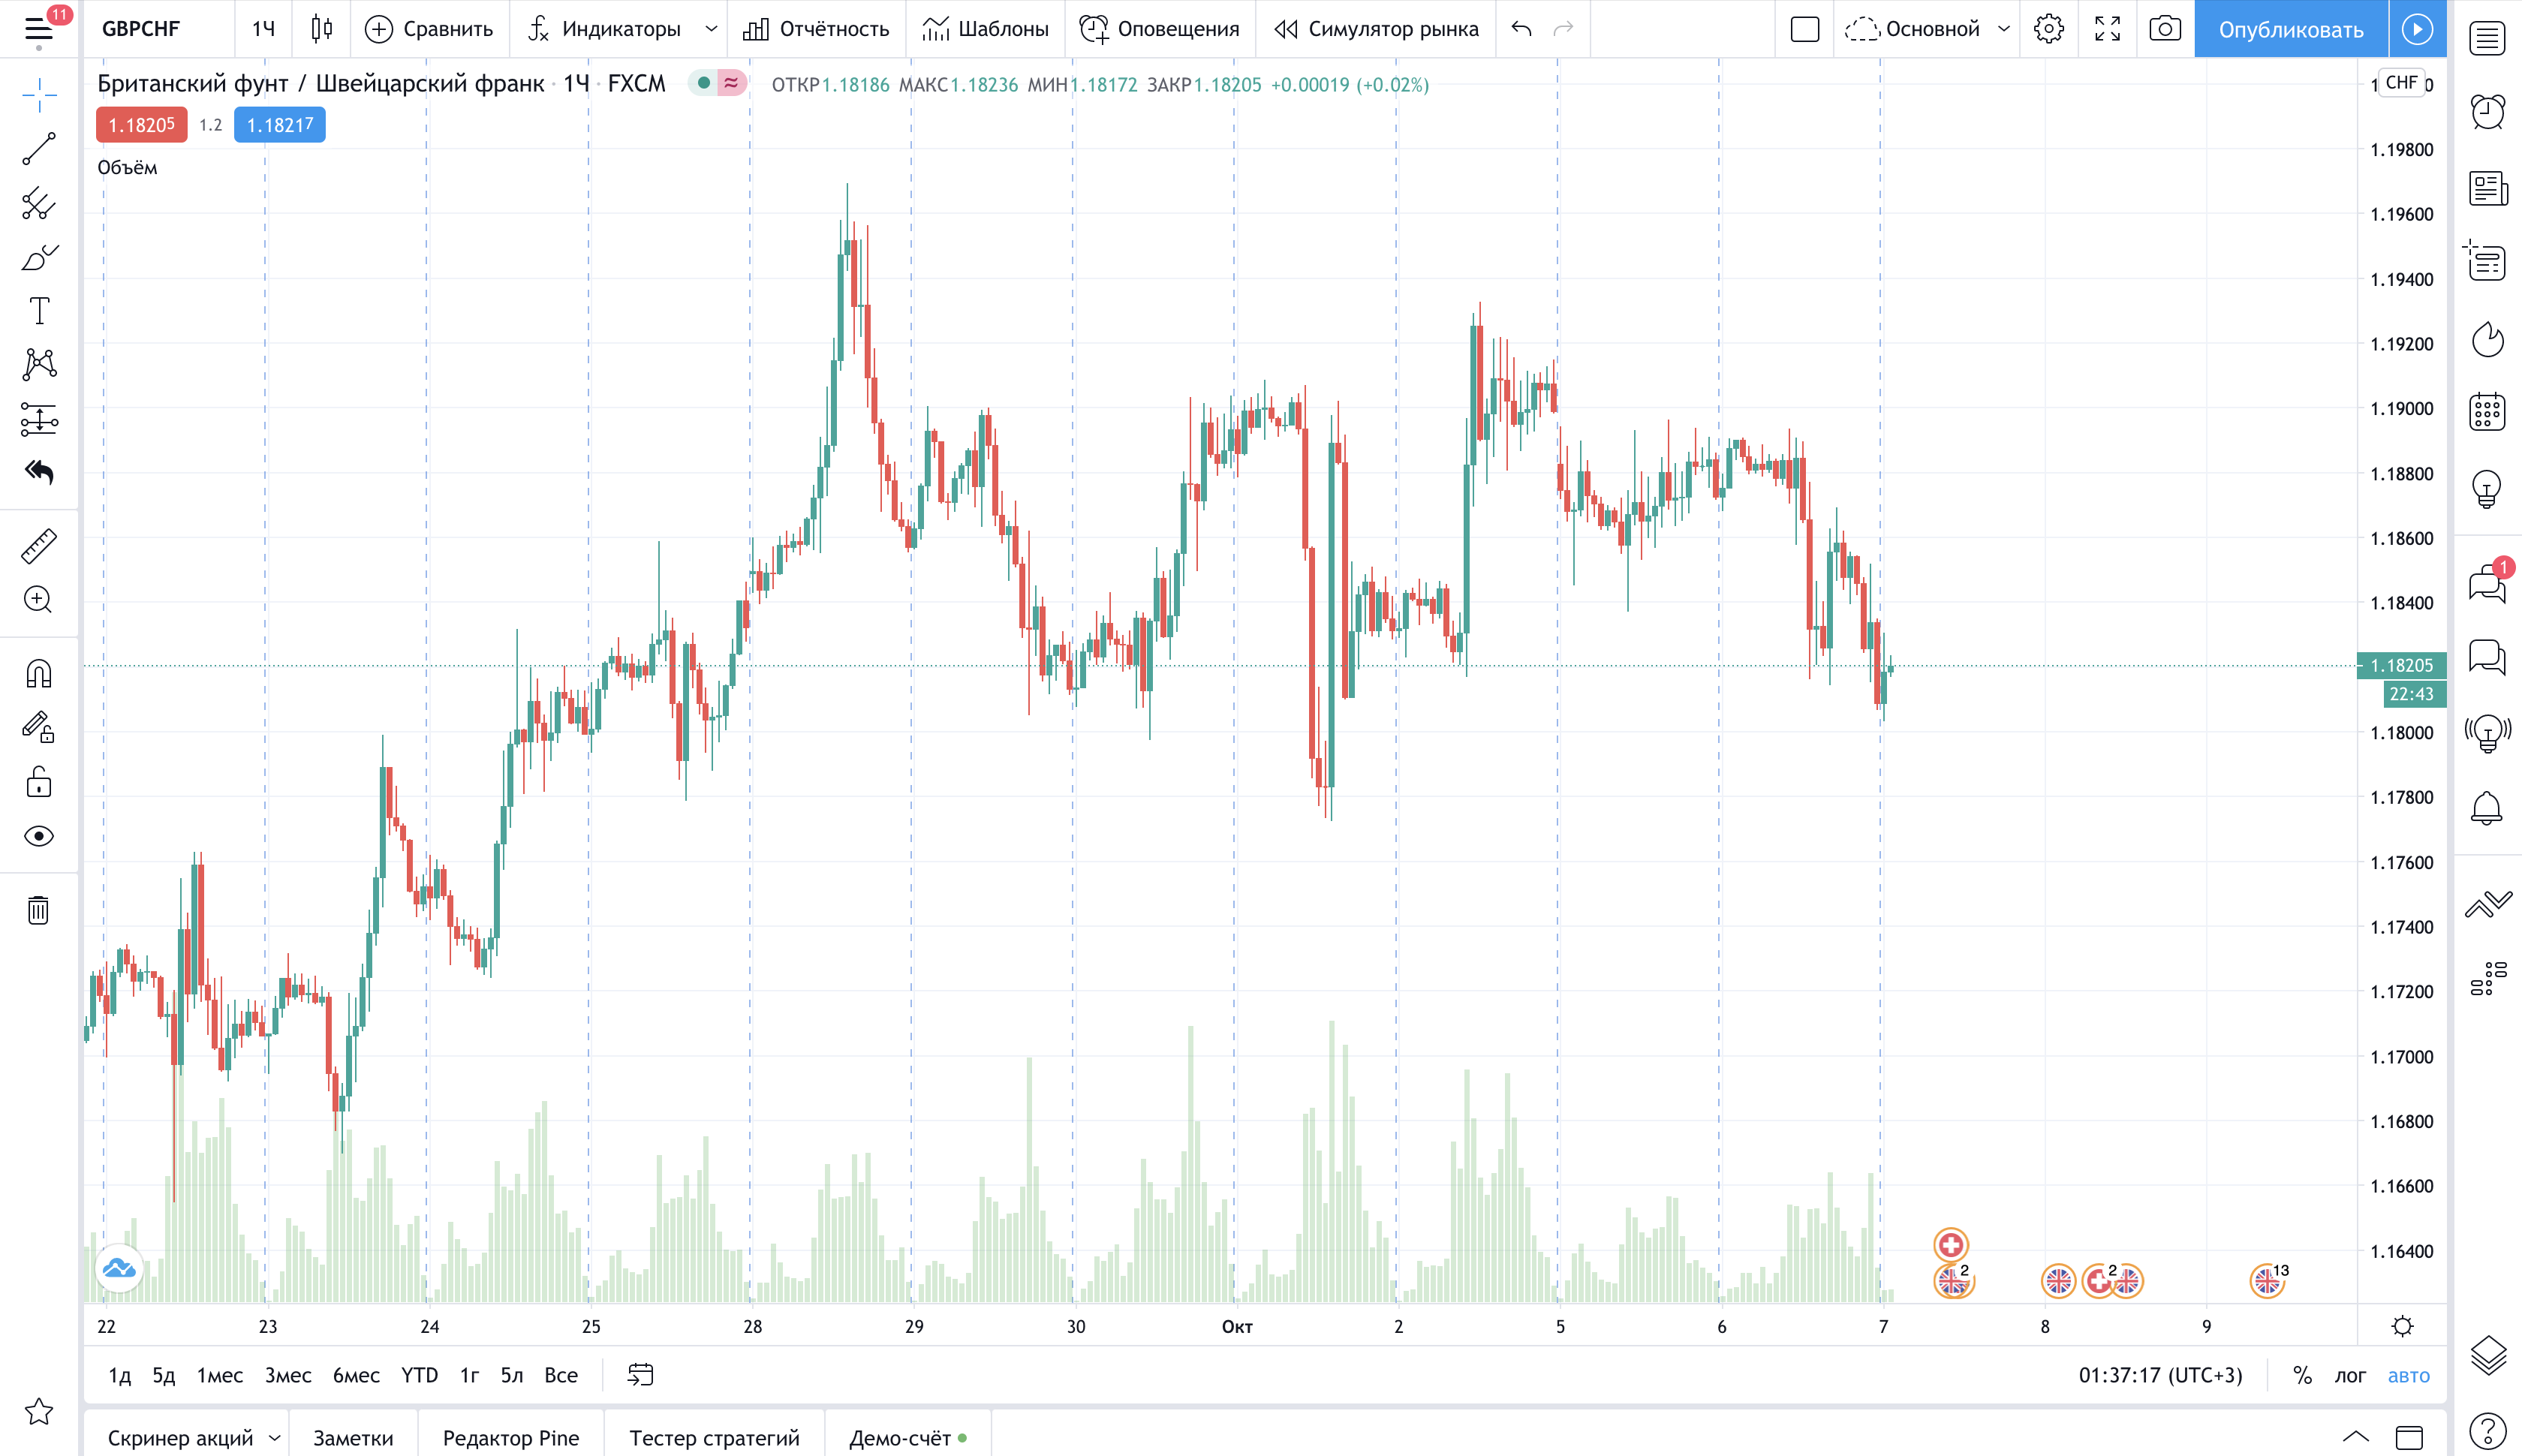 11
GBPCHF 1Ч Сравнить Индикаторы Отчётность Шаблоны Оповещения Симулятор рынка Основной Опубликовать
Британский фунт / Швейцарский франк · 1Ч · FXCM ≈ ОТКР1.18186 МАКС1.18236 МИН1.18172 ЗАКР1.18205 +0.00019 (+0.02%)
1.18205 1.2 1.18217
Объём
CHF
1.19800
1.19600
1.19400
1.19200
1.19000
1.18800
1.18600
1.18400
1.18205
22:43
1.18000
1.17800
1.17600
1.17400
1.17200
1.17000
1.16800
1.16600
1.16400
1
2 2 13
22 23 24 25 28 29 30 Окт 2 5 6 7 8 9
1д 5д 1мес 3мес 6мес YTD 1г 5л Все 01:37:17 (UTC+3) % лог авто
Скринер акций Заметки Редактор Pine Тестер стратегий Демо-счёт